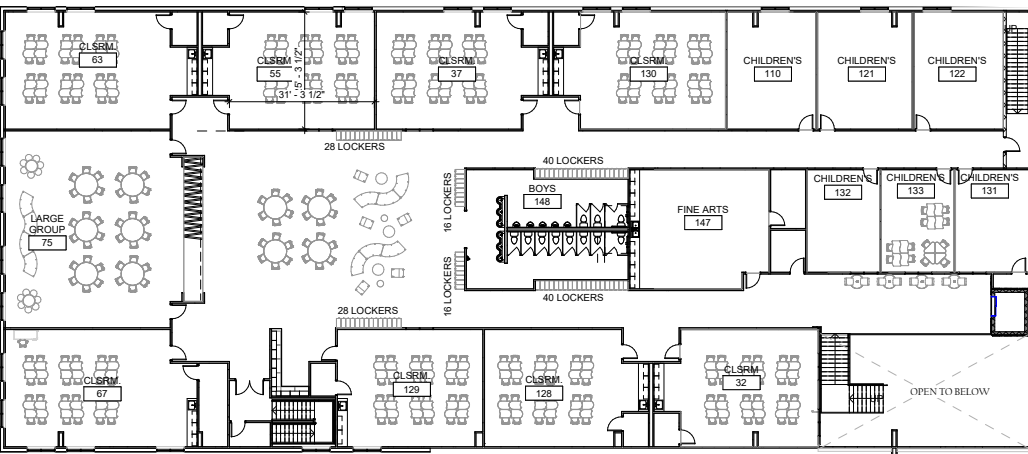 CLSRM.
63
CLSRM.
55
15' - 3 1/2"
31' - 3 1/2"
CLSRM.
37
CLSRM.
130
CHILDREN'S
110
CHILDREN'S
121
CHILDREN'S
122
UP
28 LOCKERS
40 LOCKERS
LARGE
GROUP
75
16 LOCKERS
BOYS
148
FINE ARTS
147
CHILDREN'S
132
CHILDREN'S
133
CHILDREN'S
131
16 LOCKERS
40 LOCKERS
28 LOCKERS
CLSRM.
67
CLSRM.
129
CLSRM.
128
CLSRM
32
UP
OPEN TO BELOW